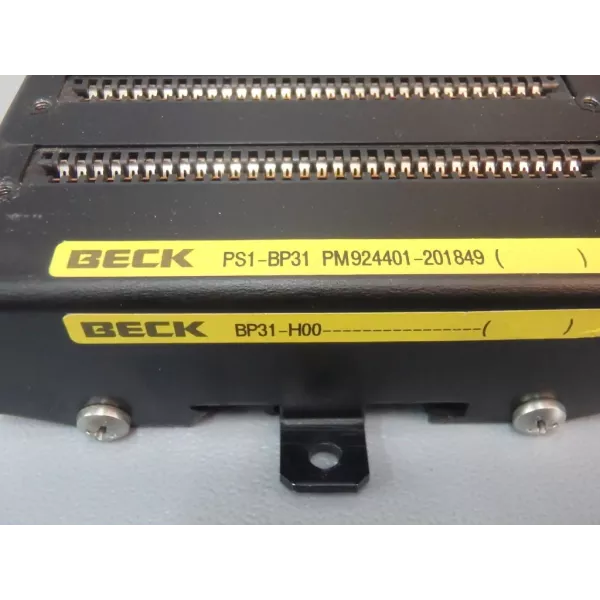 BECK PS1-BP31 PM924401-201849 ( )
BECK BP31-H00----------------( )